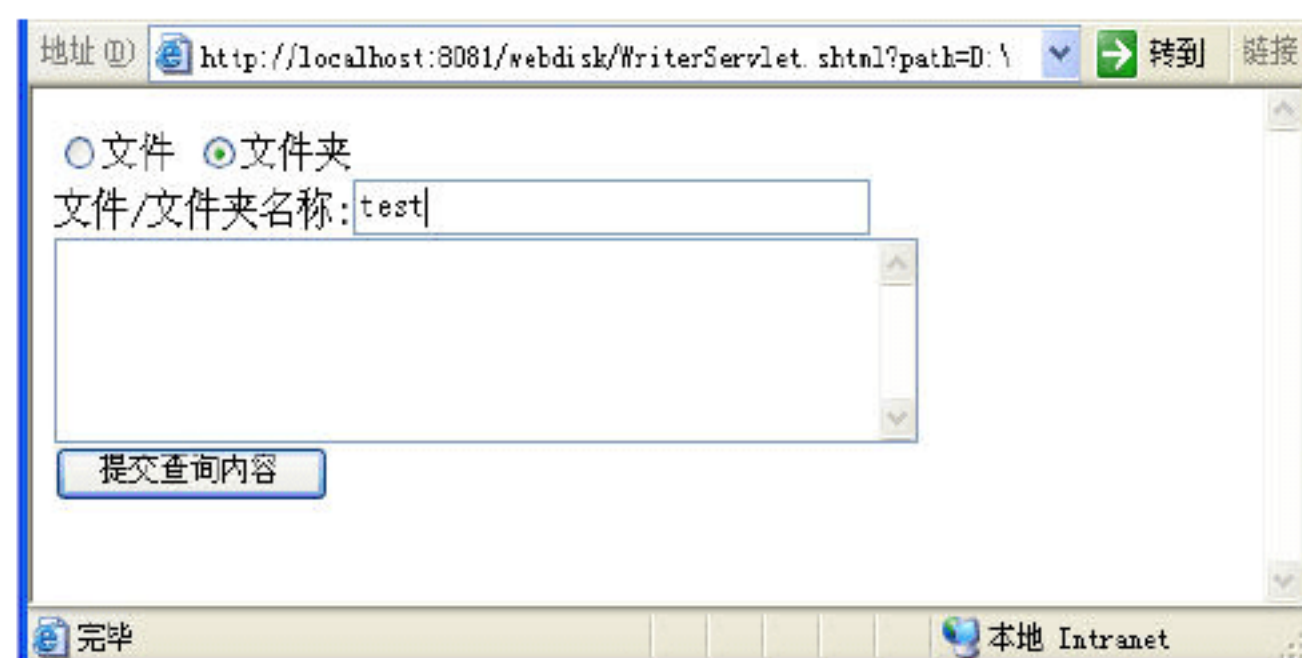 地址(D) http://localhost:8081/webdisk/WriterServlet.shtml?path=D:\ 转到 链接
文件 文件夹
文件/文件夹名称:test
提交查询内容
完毕 本地 Intranet